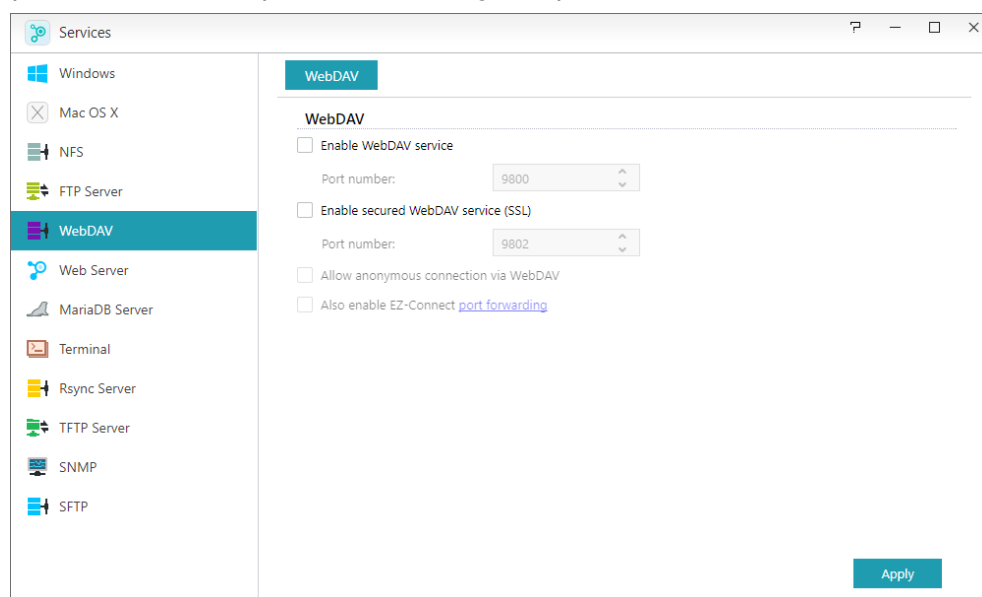 Services
Windows
Mac OS X
NFS
FTP Server
WebDAV
Web Server
MariaDB Server
Terminal
Rsync Server
TFTP Server
SNMP
SFTP
WebDAV
WebDAV
Enable WebDAV service
Port number: 9800
Enable secured WebDAV service (SSL)
Port number: 9802
Allow anonymous connection via WebDAV
Also enable EZ-Connect port forwarding
Apply